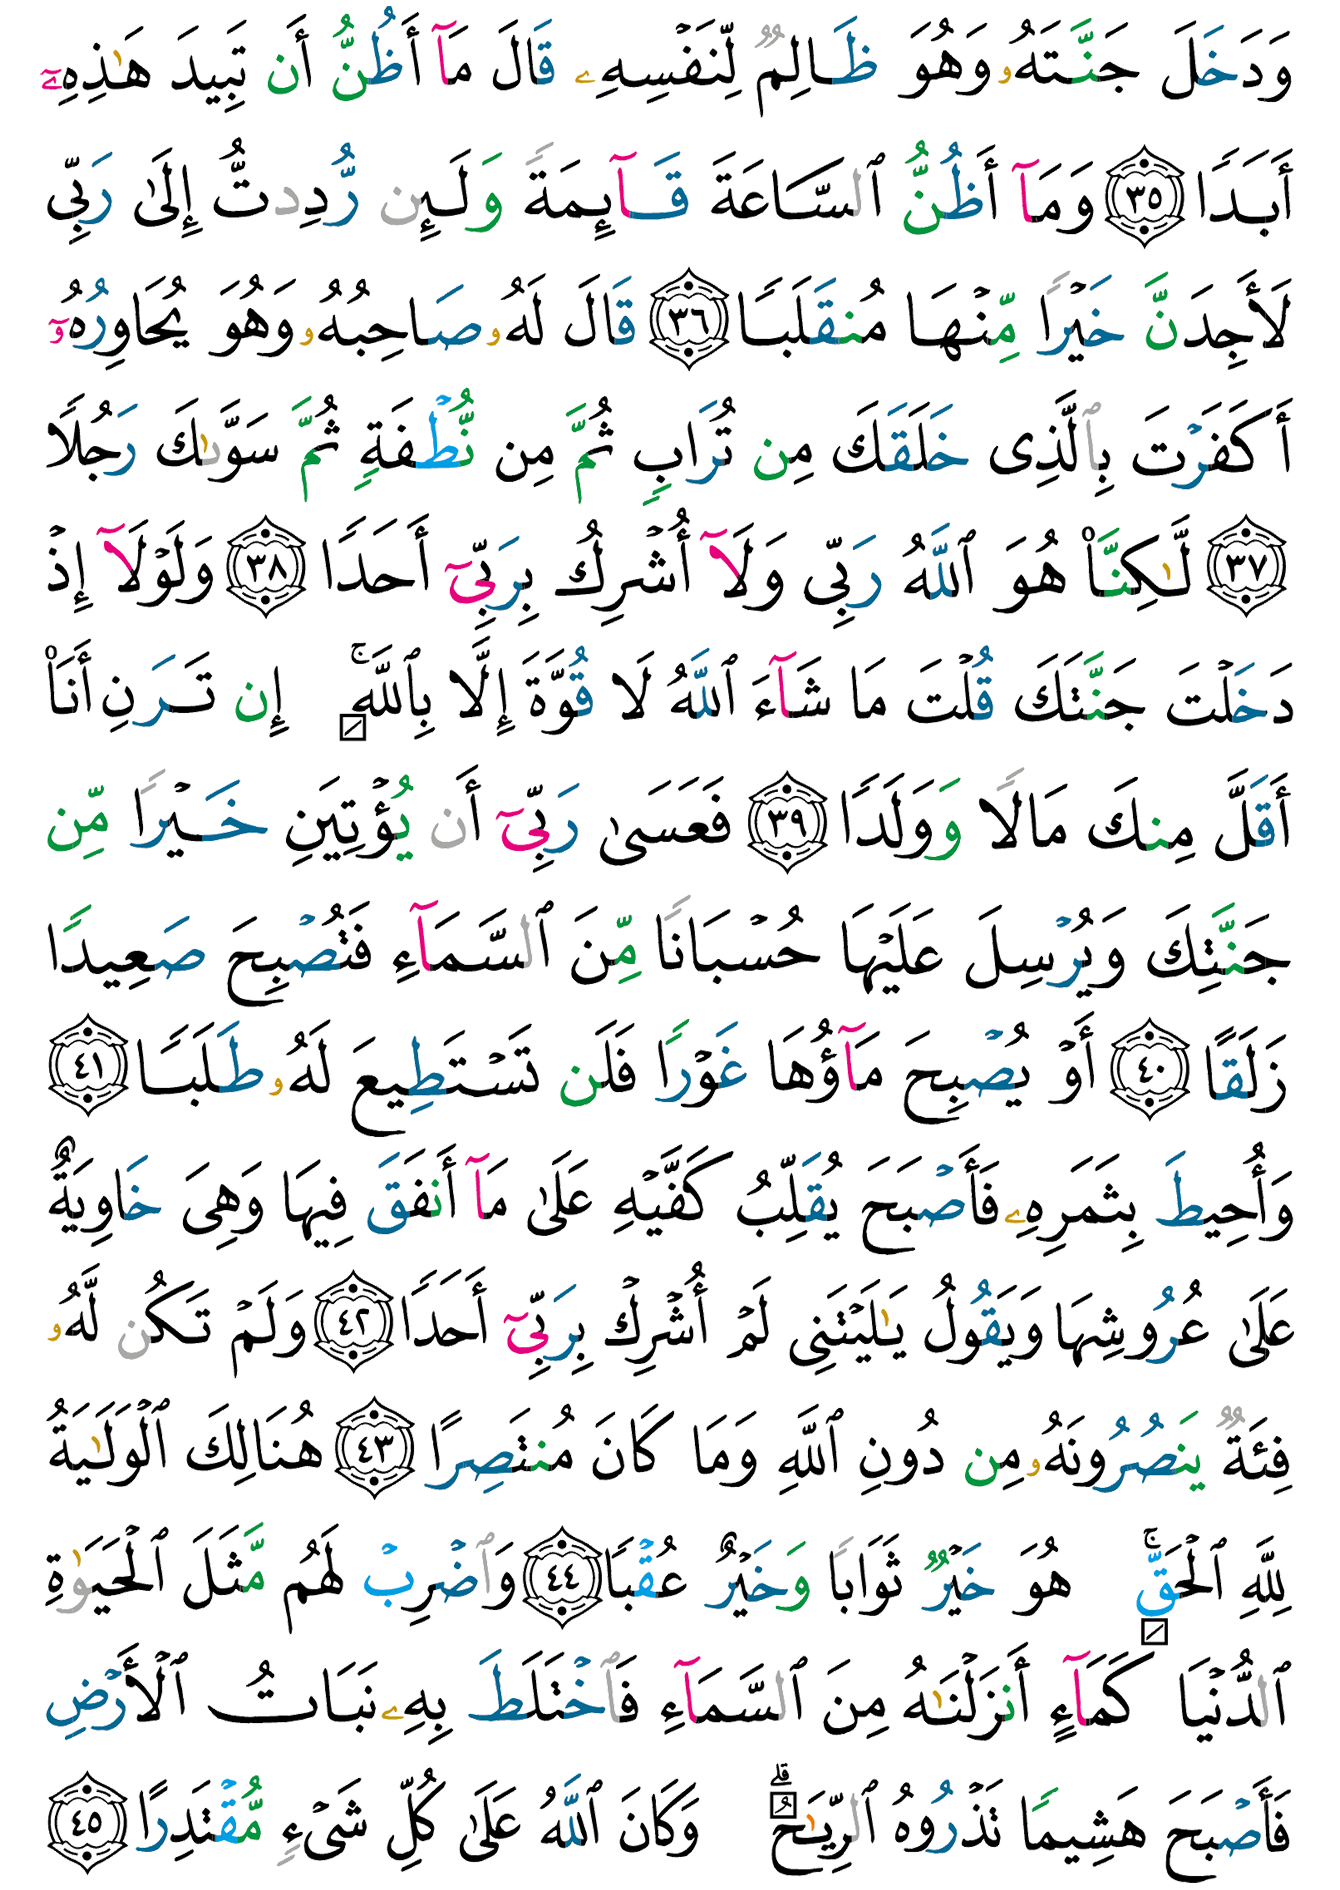 وَدَخَلَ جَنَّتَهُۥ وَهُوَ ظَالِمٌ لِّنَفْسِهِۦ قَالَ مَآ أَظُنُّ أَن تَبِيدَ هَٰذِهِۦٓ
أَبَدًا ٣٥ وَمَآ أَظُنُّ ٱلسَّاعَةَ قَآئِمَةً وَلَئِن رُّدِدتُّ إِلَىٰ رَبِّى
لَأَجِدَنَّ خَيْرًا مِّنْهَا مُنقَلَبًا ٣٦ قَالَ لَهُۥ صَاحِبُهُۥ وَهُوَ يُحَاوِرُهُۥٓ
أَكَفَرْتَ بِٱلَّذِى خَلَقَكَ مِن تُرَابٍ ثُمَّ مِن نُّطْفَةٍ ثُمَّ سَوَّىٰكَ رَجُلًا
٣٧ لَّٰكِنَّا۠ هُوَ ٱللَّهُ رَبِّى وَلَآ أُشْرِكُ بِرَبِّىٓ أَحَدًا ٣٨ وَلَوْلَآ إِذْ
دَخَلْتَ جَنَّتَكَ قُلْتَ مَا شَآءَ ٱللَّهُ لَا قُوَّةَ إِلَّا بِٱللَّهِ ۚ إِن تَرَنِ أَنَا۠
أَقَلَّ مِنكَ مَالًا وَوَلَدًا ٣٩ فَعَسَىٰ رَبِّىٓ أَن يُؤْتِيَنِ خَيْرًا مِّن
جَنَّتِكَ وَيُرْسِلَ عَلَيْهَا حُسْبَانًا مِّنَ ٱلسَّمَآءِ فَتُصْبِحَ صَعِيدًا
زَلَقًا ٤٠ أَوْ يُصْبِحَ مَآؤُهَا غَوْرًا فَلَن تَسْتَطِيعَ لَهُۥ طَلَبًا ٤١
وَأُحِيطَ بِثَمَرِهِۦ فَأَصْبَحَ يُقَلِّبُ كَفَّيْهِ عَلَىٰ مَآ أَنفَقَ فِيهَا وَهِىَ خَاوِيَةٌ
عَلَىٰ عُرُوشِهَا وَيَقُولُ يَٰلَيْتَنِى لَمْ أُشْرِكْ بِرَبِّىٓ أَحَدًا ٤٢ وَلَمْ تَكُن لَّهُۥ
فِئَةٌ يَنصُرُونَهُۥ مِن دُونِ ٱللَّهِ وَمَا كَانَ مُنتَصِرًا ٤٣ هُنَالِكَ ٱلْوَلَٰيَةُ
لِلَّهِ ٱلْحَقِّ ۚ هُوَ خَيْرٌ ثَوَابًا وَخَيْرٌ عُقْبًا ٤٤ وَٱضْرِبْ لَهُم مَّثَلَ ٱلْحَيَوٰةِ
ٱلدُّنْيَا كَمَآءٍ أَنزَلْنَٰهُ مِنَ ٱلسَّمَآءِ فَٱخْتَلَطَ بِهِۦ نَبَاتُ ٱلْأَرْضِ
فَأَصْبَحَ هَشِيمًا تَذْرُوهُ ٱلرِّيَٰحُ ۗ وَكَانَ ٱللَّهُ عَلَىٰ كُلِّ شَىْءٍ مُّقْتَدِرًا ٤٥